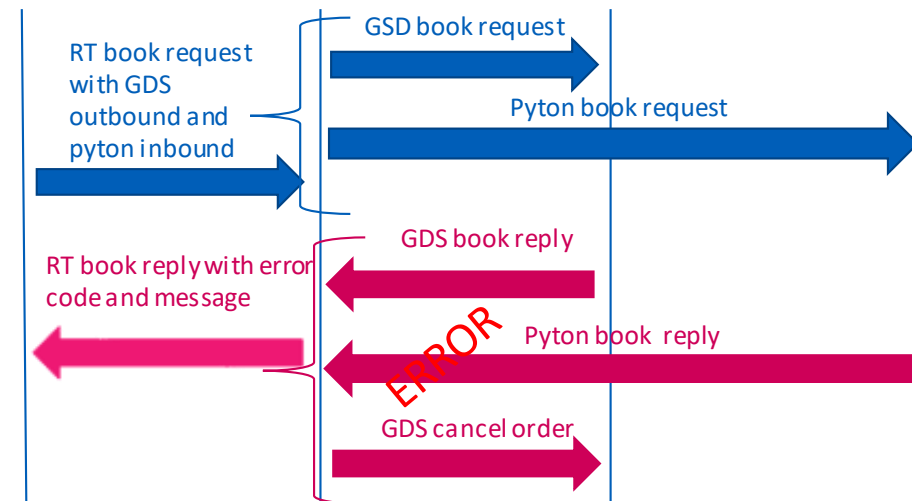 GSD book request
RT book request
with GDS
outbound and
pyton inbound
Pyton book request
GDS book reply
RT book reply with error
code and message
ERROR
Pyton book reply
GDS cancel order